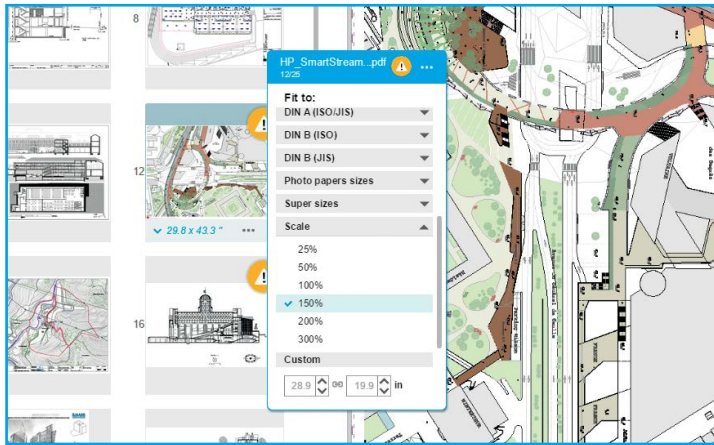 8
HP_SmartStream...pdf
12/25
Fit to:
DIN A (ISO/JIS)
DIN B (ISO)
DIN B (JIS)
Photo papers sizes
Super sizes
Scale
25%
50%
100%
150%
200%
300%
Custom
28.9 19.9 in
12
29.8 x 43.3 "
16